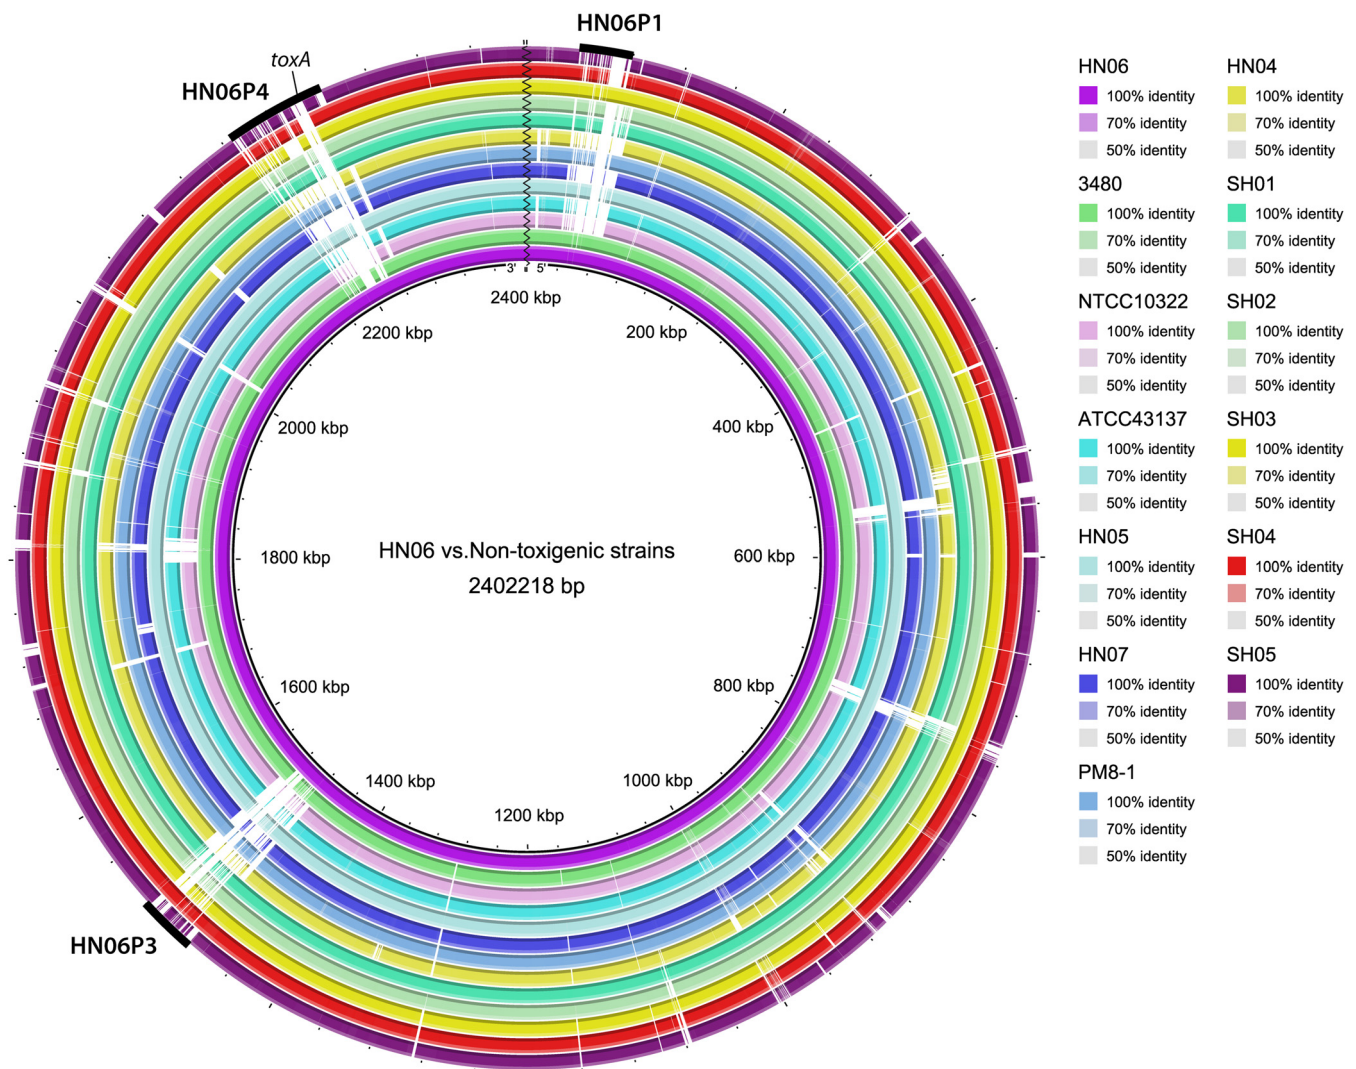 HN06P1
toxA
HN06P4
HN06P3
3' 5'
2400 kbp
200 kbp
400 kbp
600 kbp
800 kbp
1000 kbp
1200 kbp
1400 kbp
1600 kbp
1800 kbp
2000 kbp
2200 kbp
HN06 vs.Non-toxigenic strains
2402218 bp
HN06
100% identity
70% identity
50% identity
3480
100% identity
70% identity
50% identity
NTCC10322
100% identity
70% identity
50% identity
ATCC43137
100% identity
70% identity
50% identity
HN05
100% identity
70% identity
50% identity
HN07
100% identity
70% identity
50% identity
PM8-1
100% identity
70% identity
50% identity
HN04
100% identity
70% identity
50% identity
SH01
100% identity
70% identity
50% identity
SH02
100% identity
70% identity
50% identity
SH03
100% identity
70% identity
50% identity
SH04
100% identity
70% identity
50% identity
SH05
100% identity
70% identity
50% identity